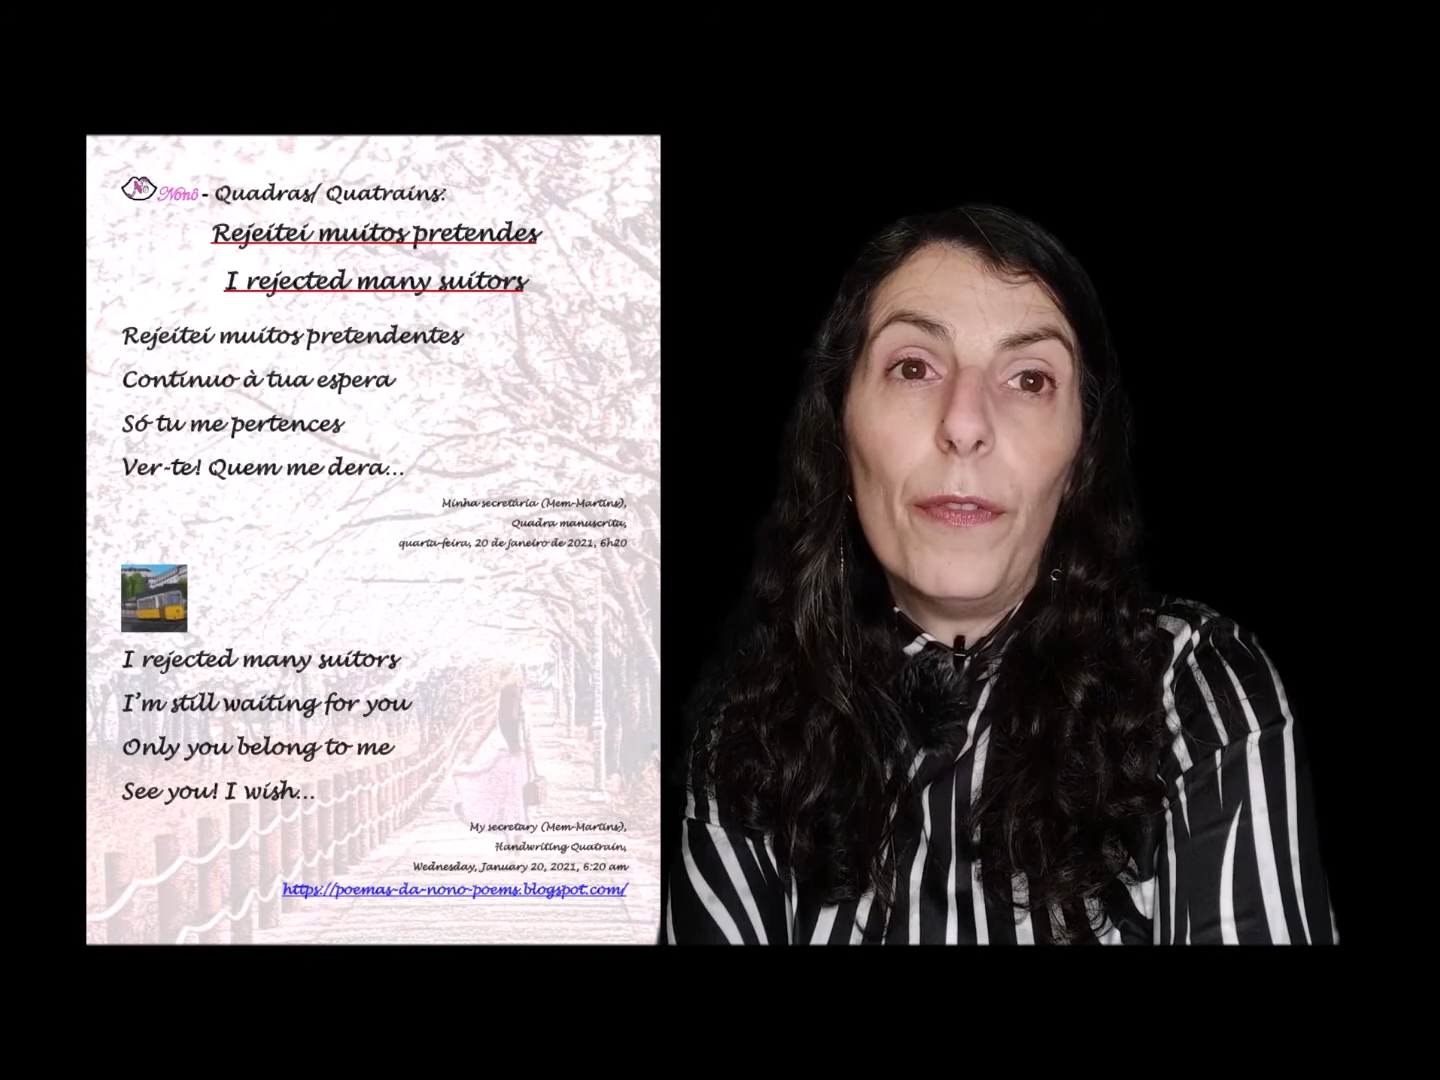 Nonô - Quadras/ Quatrains:
Rejeitei muitos pretendes
I rejected many suitors
Rejeitei muitos pretendentes
Continuo à tua espera
Só tu me pertences
Ver-te! Quem me dera...
Minha secretária (Mem-Martins),
Quadra manuscrita,
quarta-feira, 20 de janeiro de 2021, 6h20
I rejected many suitors
I'm still waiting for you
Only you belong to me
See you! I wish...
My secretary (Mem-Martins),
Handwriting Quatrain,
Wednesday, January 20, 2021, 6:20 am
https://poemas-da-nono-poems.blogspot.com/